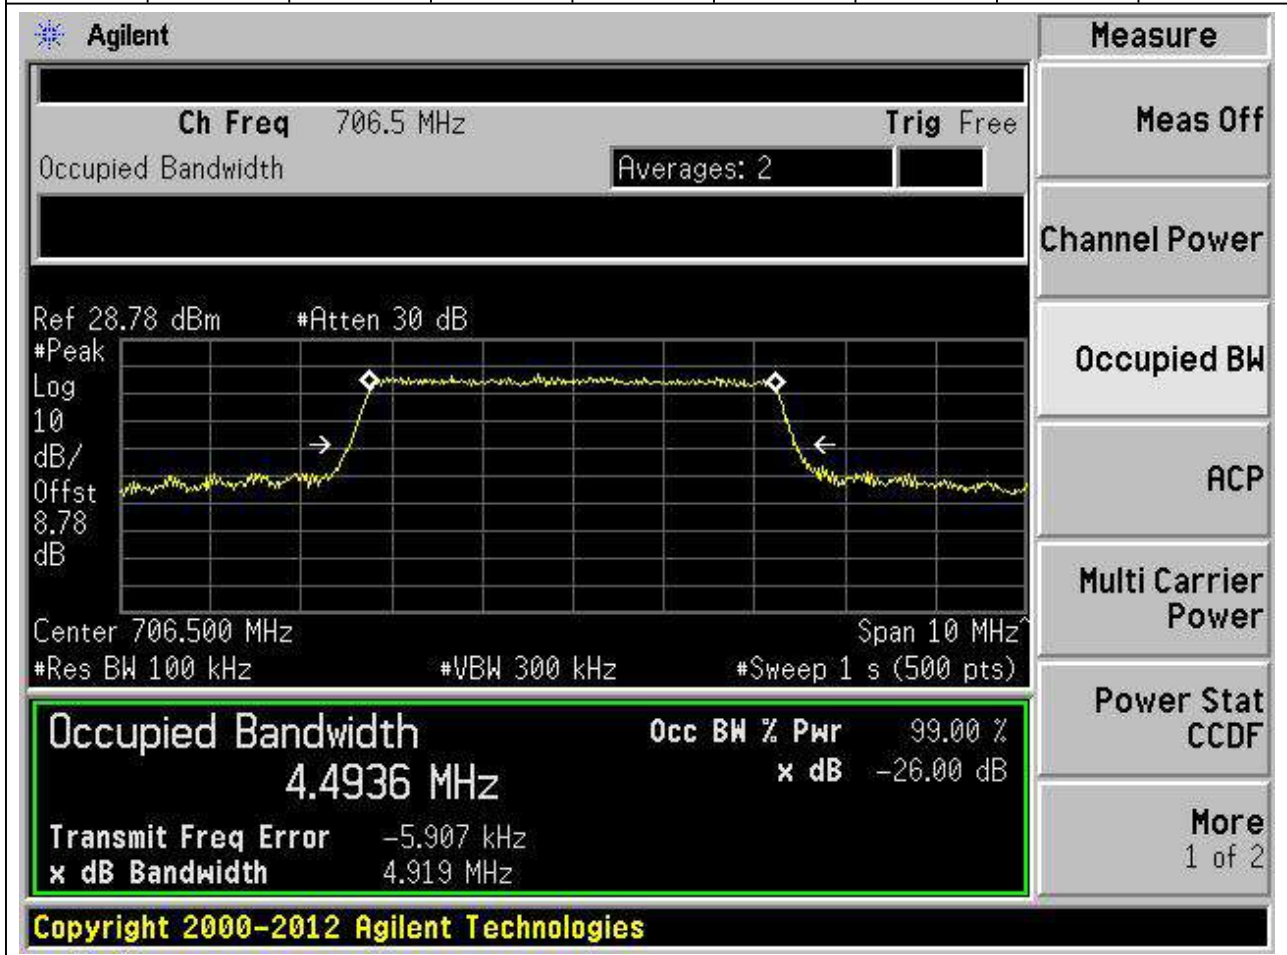 Agilent
Measure
Ch Freq 706.5 MHz Trig Free
Occupied Bandwidth Averages: 2
Ref 28.78 dBm #Atten 30 dB
#Peak
Log
10
dB/
Offst
8.78
dB
Center 706.500 MHz Span 10 MHz^
#Res BW 100 kHz #VBW 300 kHz #Sweep 1 s (500 pts)
Occupied Bandwidth Occ BW % Pwr 99.00 %
4.4936 MHz x dB -26.00 dB
Transmit Freq Error -5.907 kHz
x dB Bandwidth 4.919 MHz
Meas Off
Channel Power
Occupied BW
ACP
Multi Carrier
Power
Power Stat
CCDF
More
1 of 2
Copyright 2000-2012 Agilent Technologies